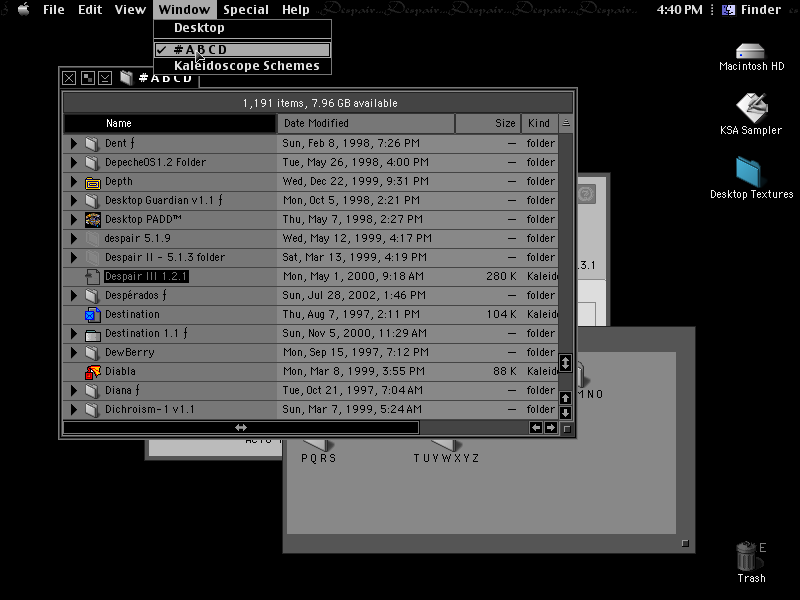 File Edit View Window Special Help Despair... Despair... Despair... Despair... Despair... 4:40 PM Finder
Desktop
✓ #ABCD
Kaleidoscope Schemes
#ABCD
1,191 items, 7.96 GB available
Name Date Modified Size Kind
Dent ƒ Sun, Feb 8, 1998, 7:26 PM — folder
DepecheOS1.2 Folder Tue, May 26, 1998, 4:00 PM — folder
Depth Wed, Dec 22, 1999, 9:31 PM — folder
Desktop Guardian v1.1 ƒ Mon, Oct 5, 1998, 2:21 PM — folder
Desktop PADD™ Thu, May 7, 1998, 2:27 PM — folder
despair 5.1.9 Wed, May 12, 1999, 4:17 PM — folder
Despair II - 5.1.3 folder Sat, Mar 13, 1999, 4:19 PM — folder
Despair III 1.2.1 Mon, May 1, 2000, 9:18 AM 280 K Kaleid
Despérados ƒ Sun, Jul 28, 2002, 1:46 PM — folder
Destination Thu, Aug 7, 1997, 2:11 PM 104 K Kaleid
Destination 1.1 ƒ Sun, Nov 5, 2000, 11:29 AM — folder
DewBerry Mon, Sep 15, 1997, 7:12 PM — folder
Diabla Mon, Mar 8, 1999, 3:55 PM 88 K Kaleid
Diana ƒ Tue, Oct 21, 1997, 7:04 AM — folder
Dichroism-1 v1.1 Sun, Mar 7, 1999, 5:24 AM — folder
.3.1
MNO
PQRS TUVWXYZ
Macintosh HD
KSA Sampler
Desktop Textures
E
Trash